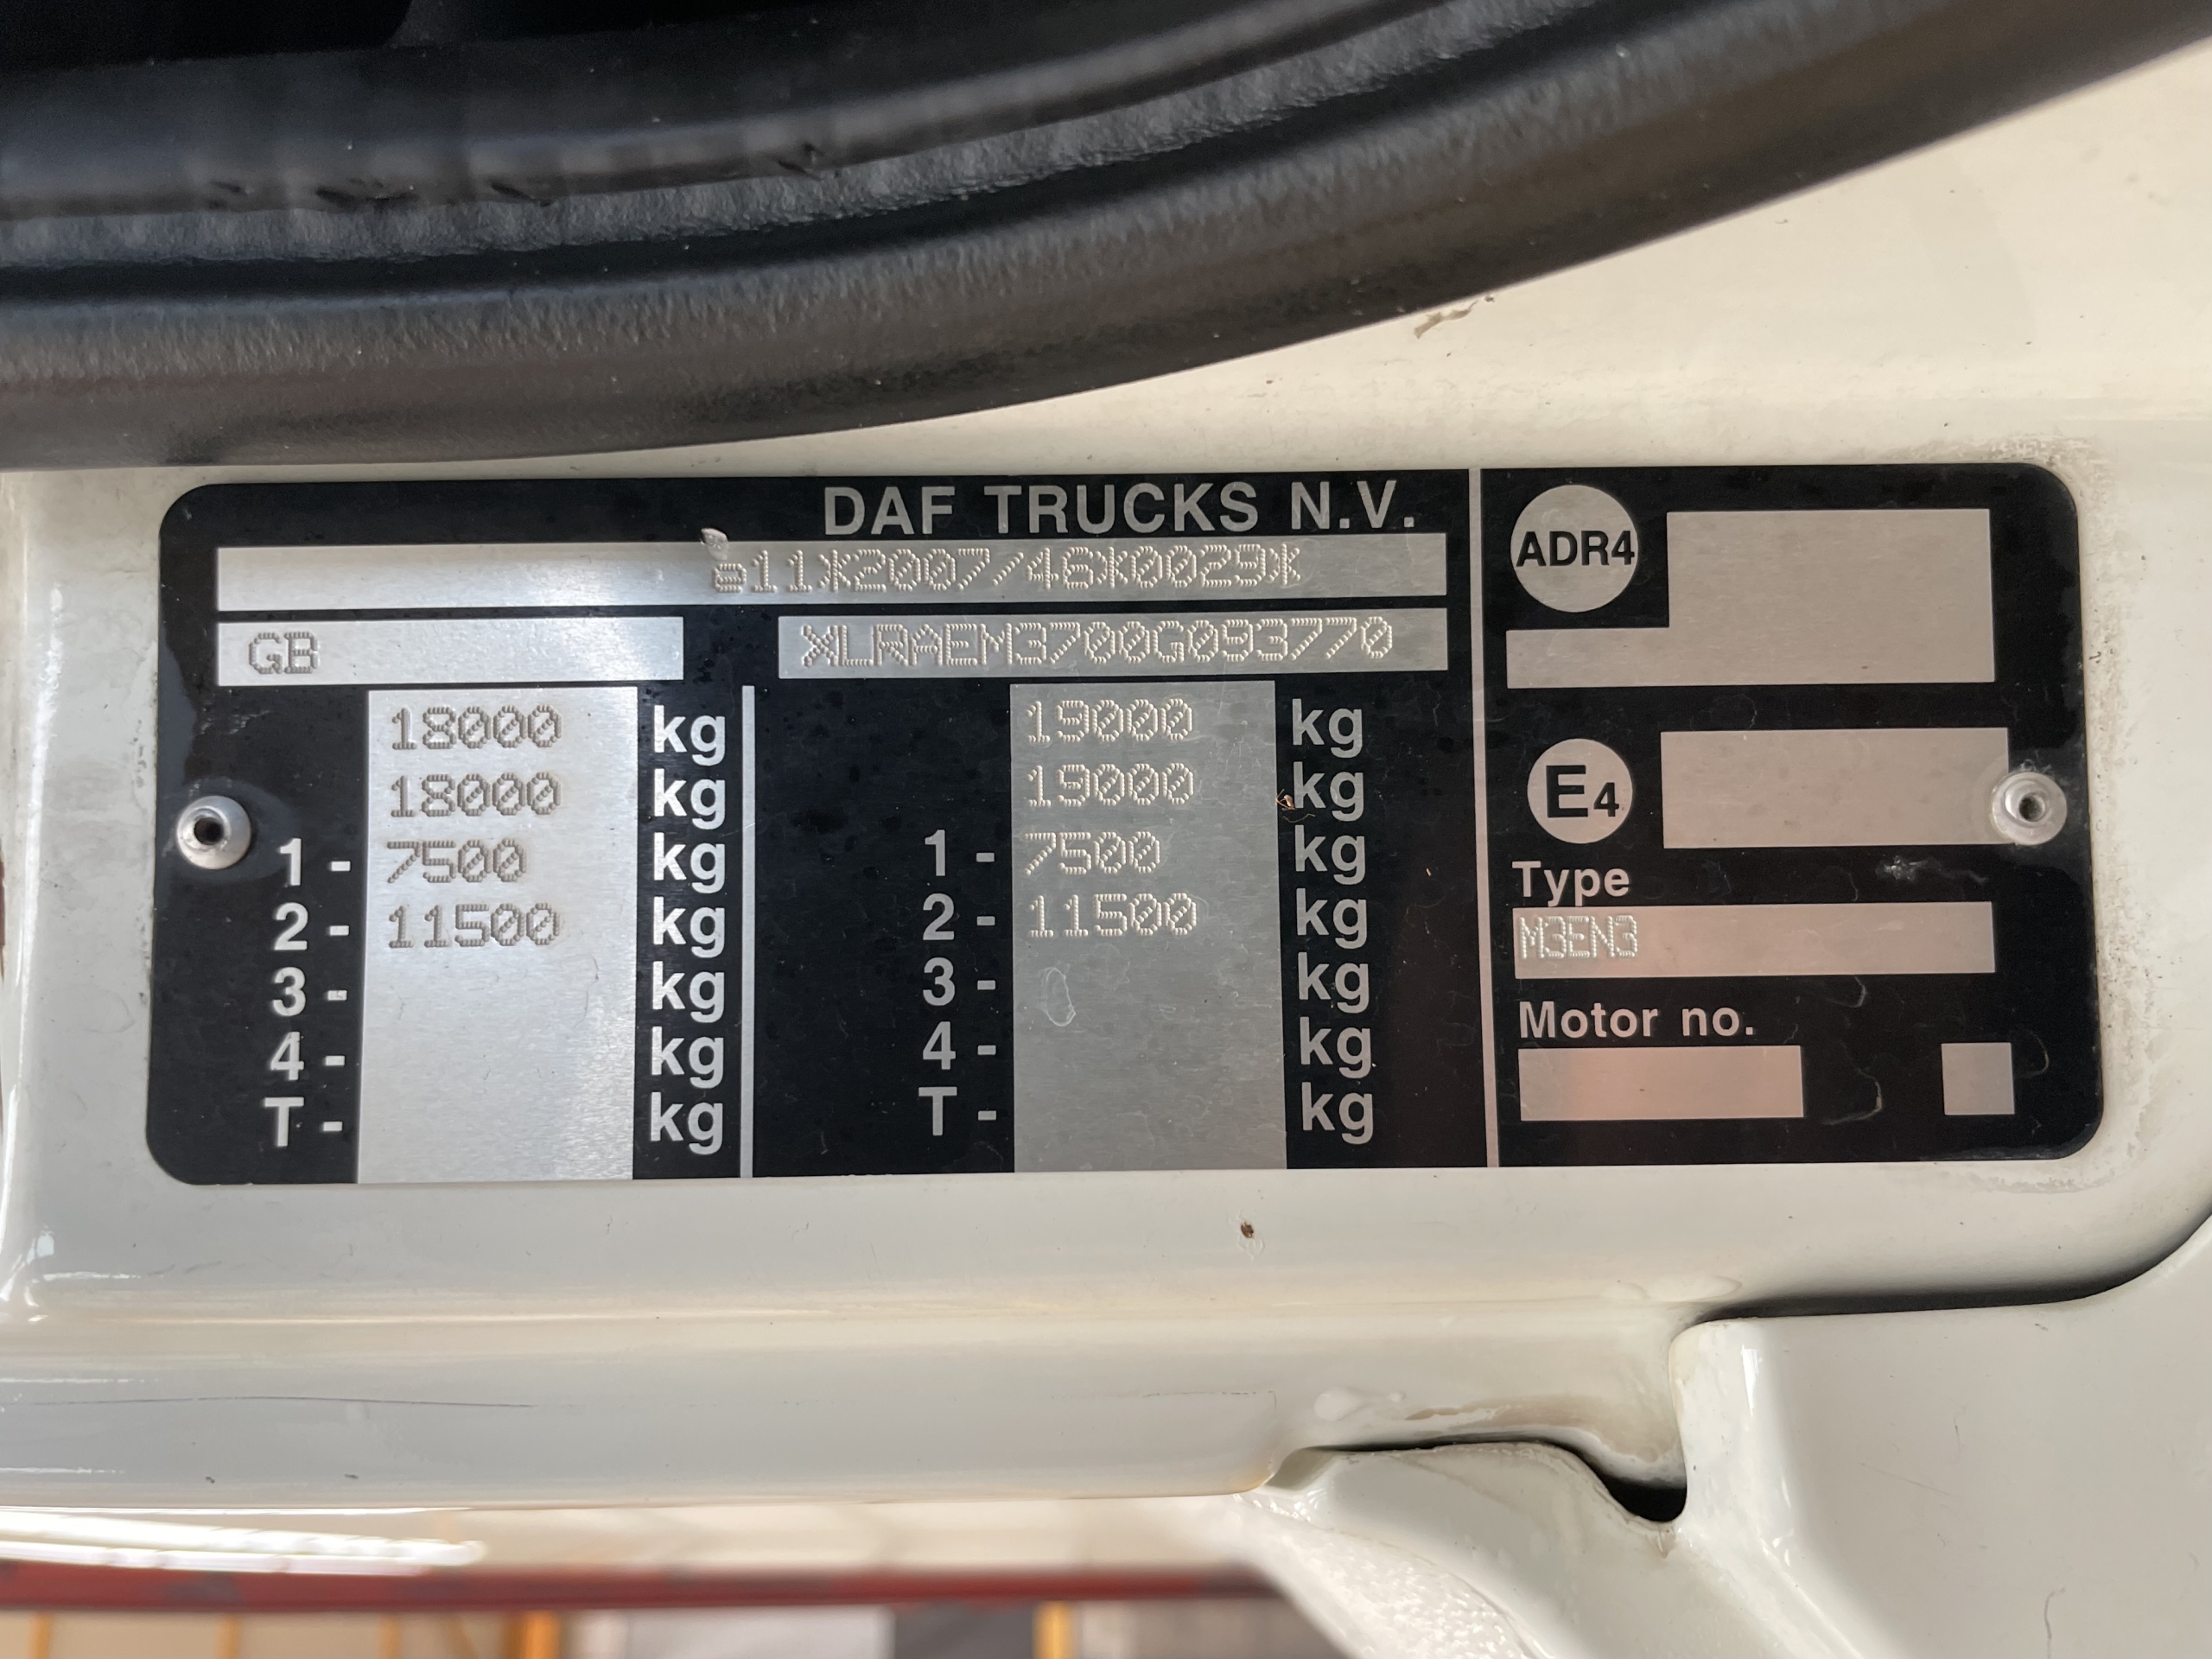 DAF TRUCKS N.V.
e11*2007/46*0029*
GB XLRAEM3700G093770
18000 kg 19000 kg
18000 kg 19000 kg
1 - 7500 kg 1 - 7500 kg
2 - 11500 kg 2 - 11500 kg
3 - kg 3 - kg
4 - kg 4 - kg
T - kg T - kg
ADR4
E4
Type
M3EN3
Motor no.